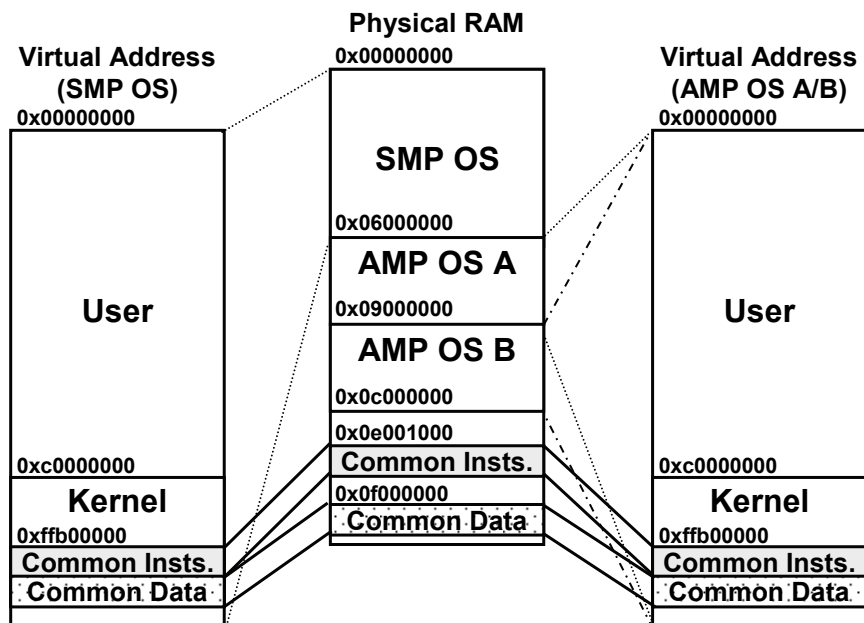 Physical RAM
0x00000000
SMP OS
0x06000000
AMP OS A
0x09000000
AMP OS B
0x0c000000
0x0e001000
Common Insts.
0x0f000000
Common Data
Virtual Address
(SMP OS)
0x00000000
User
0xc0000000
Kernel
0xffb00000
Common Insts.
Common Data
Virtual Address
(AMP OS A/B)
0x00000000
User
0xc0000000
Kernel
0xffb00000
Common Insts.
Common Data